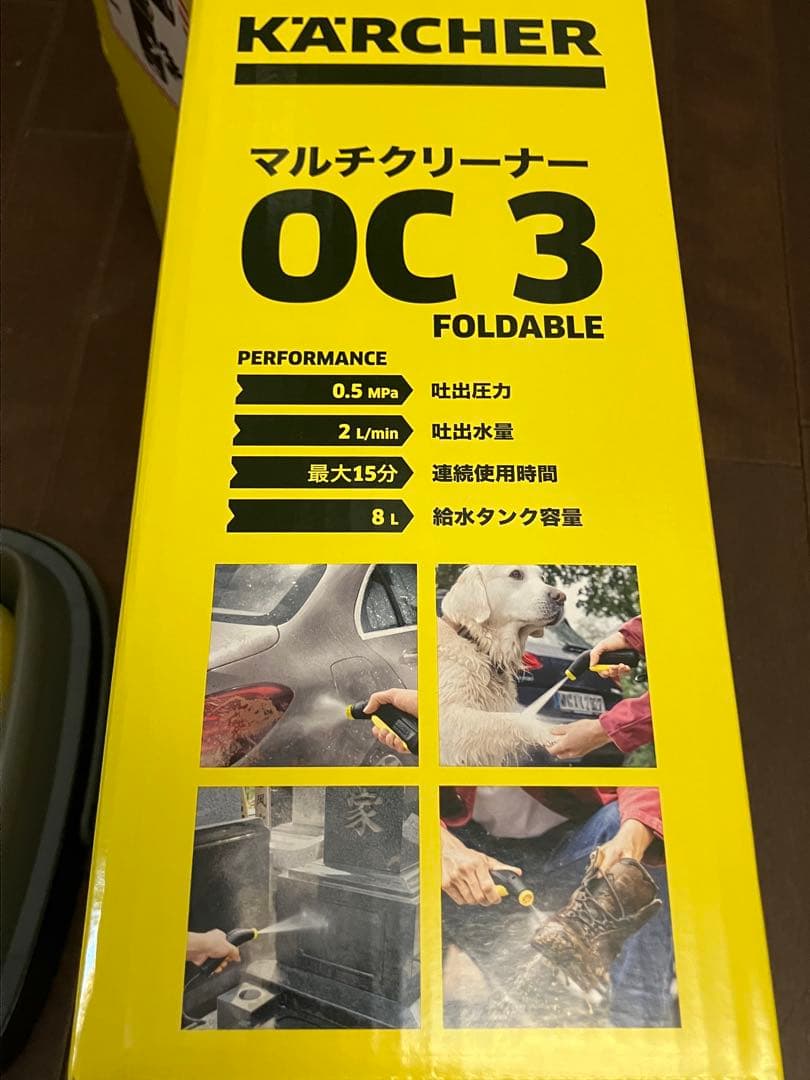 KÄRCHER
マルチクリーナー
OC 3
FOLDABLE
PERFORMANCE
0.5 MPa 吐出圧力
2 L/min 吐出水量
最大15分 連続使用時間
8 L 給水タンク容量
家